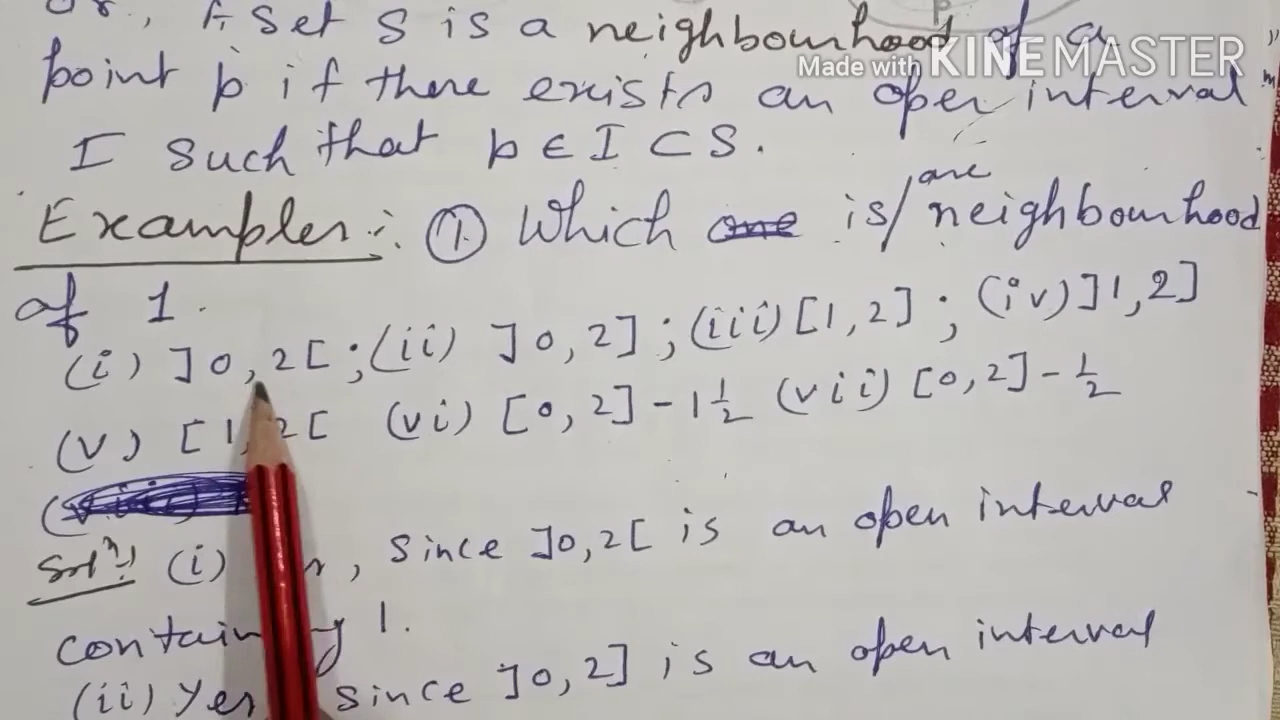 Or, A set S is a neighbourhood of a
Made with KINEMASTER
point p if there exists an open interval
I such that p ∈ I ⊂ S.
Examples:- ① Which one is/are neighbourhood
of 1.
(i) ]0,2[ ; (ii) ]0,2] ; (iii) [1,2] ; (iv) ]1,2]
(v) [1,2[ (vi) [0,2] - 1 1/2 (vii) [0,2] - 1/2
Solⁿ: (i) , since ]0,2[ is an open interval
1.
(ii) Yes since ]0,2] is an open interval